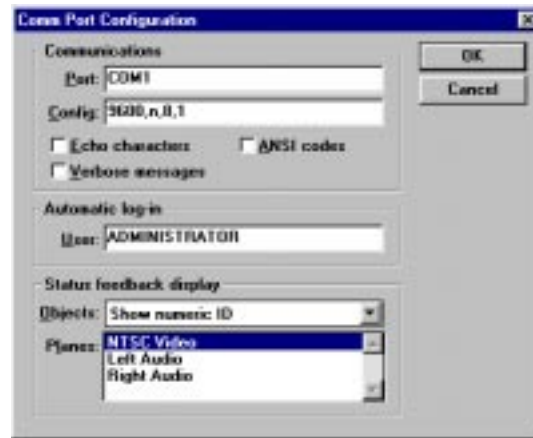 Comm Port Configuration
Communications
Port: COM1
Config: 9600,n,8,1
Echo characters
ANSI codes
Verbose messages
Automatic log-in
User: ADMINISTRATOR
Status feedback display
Objects: Show numeric ID
Planes: NTSC Video
Left Audio
Right Audio
OK
Cancel